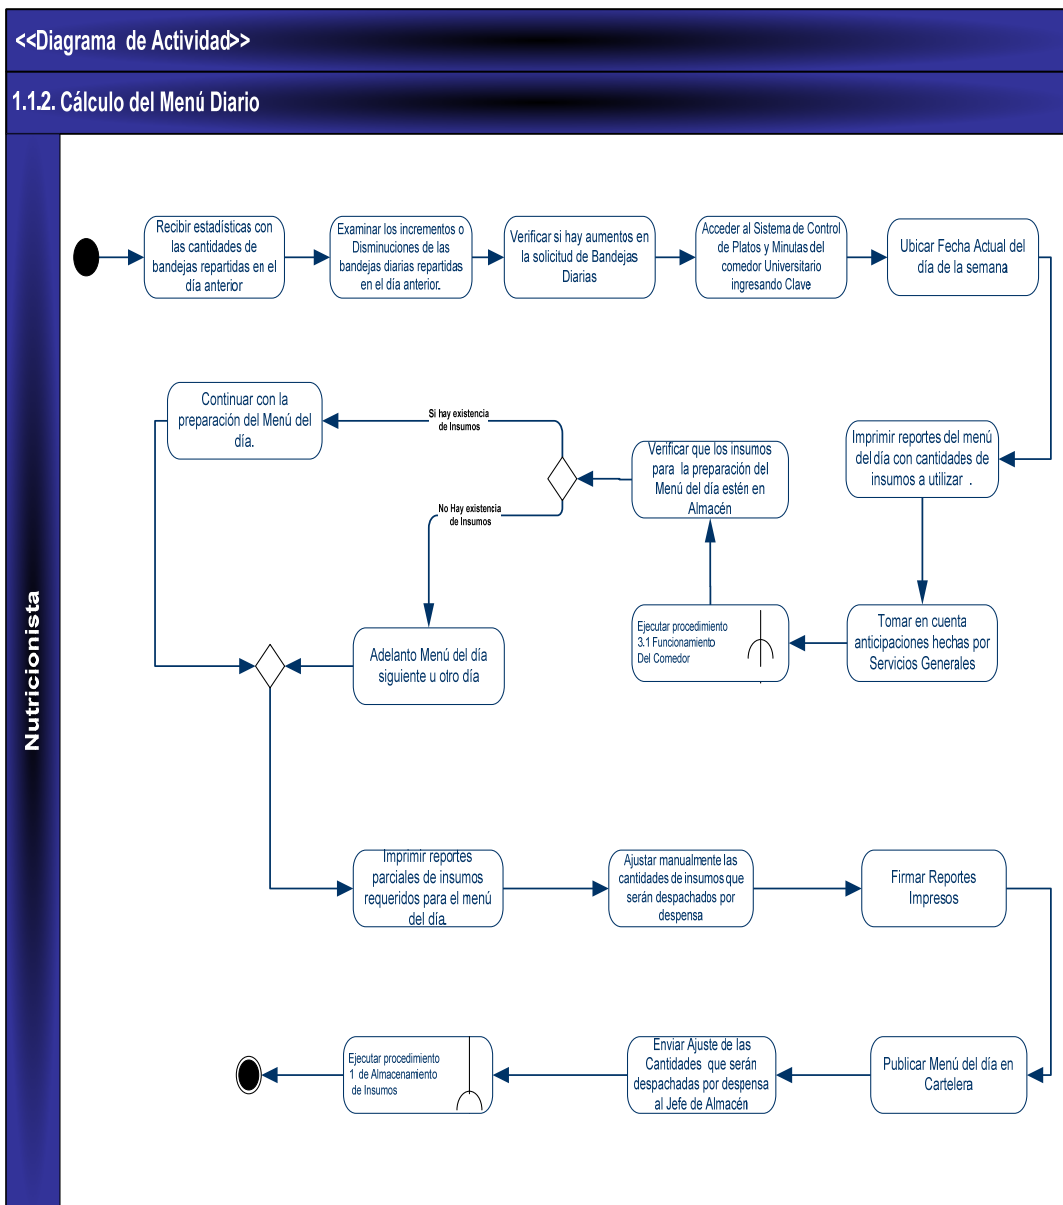 <<Diagrama de Actividad>>
1.1.2. Cálculo del Menú Diario
Nutricionista
Recibir estadísticas con
las cantidades de
bandejas repartidas en el
día anterior
Examinar los incrementos o
Disminuciones de las
bandejas diarias repartidas
en el día anterior.
Verificar si hay aumentos en
la solicitud de Bandejas
Diarias
Acceder al Sistema de Control
de Platos y Minutas del
comedor Universitario
ingresando Clave
Ubicar Fecha Actual del
día de la semana
Continuar con la
preparación del Menú del
día.
Si hay existencia
de Insumos
Verificar que los insumos
para la preparación del
Menú del día estén en
Almacén
Imprimir reportes del menú
del día con cantidades de
insumos a utilizar .
No Hay existencia
de Insumos
Adelanto Menú del día
siguiente u otro día
Ejecutar procedimiento
3.1 Funcionamiento
Del Comedor
Tomar en cuenta
anticipaciones hechas por
Servicios Generales
Imprimir reportes
parciales de insumos
requeridos para el menú
del día.
Ajustar manualmente las
cantidades de insumos que
serán despachados por
despensa
Firmar Reportes
Impresos
Ejecutar procedimiento
1 de Almacenamiento
de Insumos
Enviar Ajuste de las
Cantidades que serán
despachadas por despensa
al Jefe de Almacén
Publicar Menú del día en
Cartelera